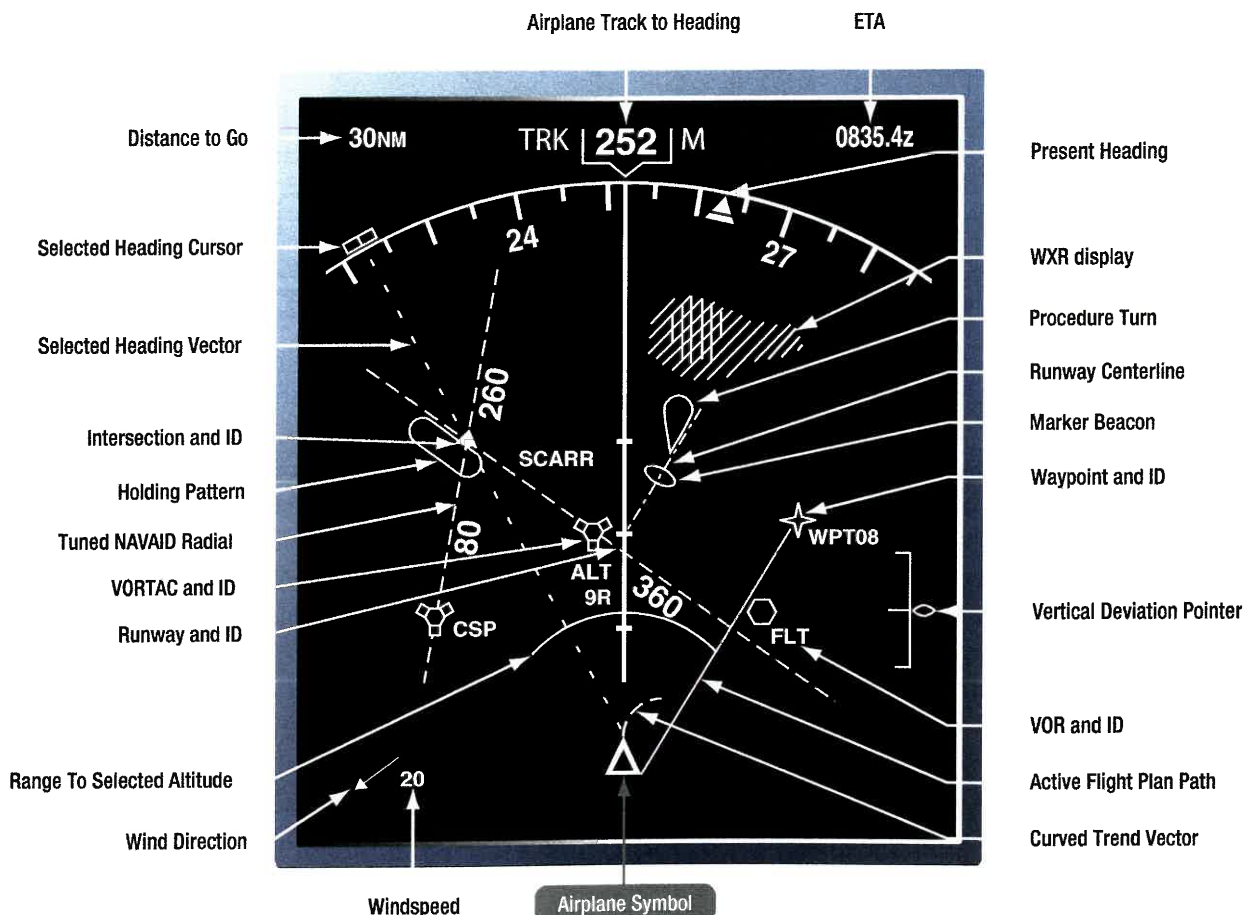 Airplane Track to Heading
ETA
Distance to Go
30NM
TRK 252 M
0835.4z
Present Heading
Selected Heading Cursor
24
27
WXR display
Selected Heading Vector
Procedure Turn
260
Runway Centerline
Intersection and ID
SCARR
Marker Beacon
Holding Pattern
Waypoint and ID
Tuned NAVAID Radial
80
WPT08
VORTAC and ID
ALT
9R
360
Runway and ID
CSP
FLT
Vertical Deviation Pointer
VOR and ID
Range To Selected Altitude
20
Active Flight Plan Path
Wind Direction
Curved Trend Vector
Windspeed
Airplane Symbol